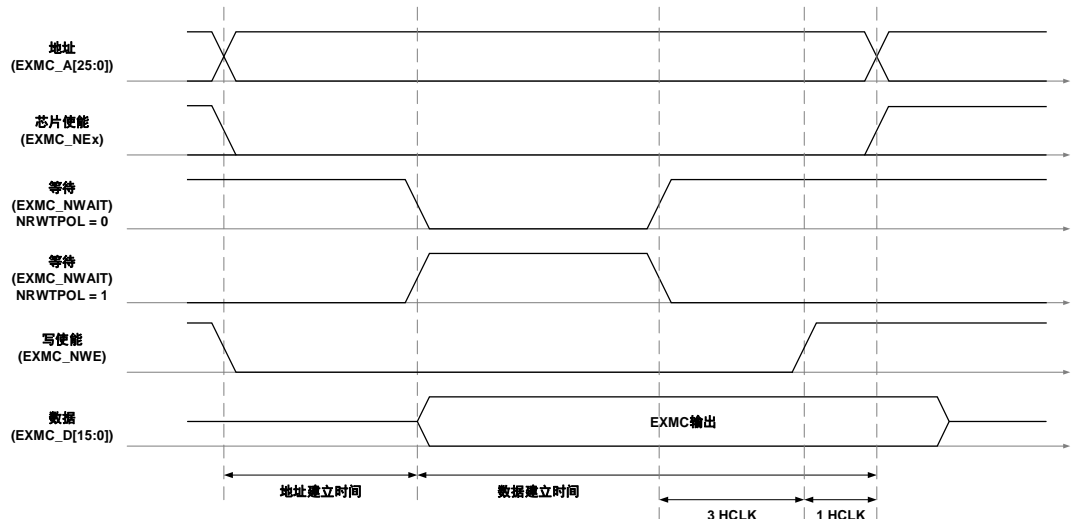 地址
(EXMC_A[25:0])
芯片使能
(EXMC_NEx)
等待
(EXMC_NWAIT)
NRWTPOL = 0
等待
(EXMC_NWAIT)
NRWTPOL = 1
写使能
(EXMC_NWE)
数据
(EXMC_D[15:0])
EXMC输出
地址建立时间
数据建立时间
3 HCLK
1 HCLK